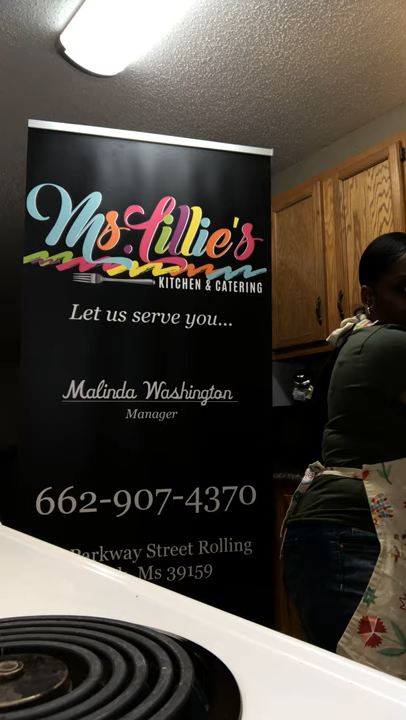 Ms. Lillie's
KITCHEN & CATERING
Let us serve you...
Malinda Washington
Manager
662-907-4370
Parkway Street Rolling
Ms 39159